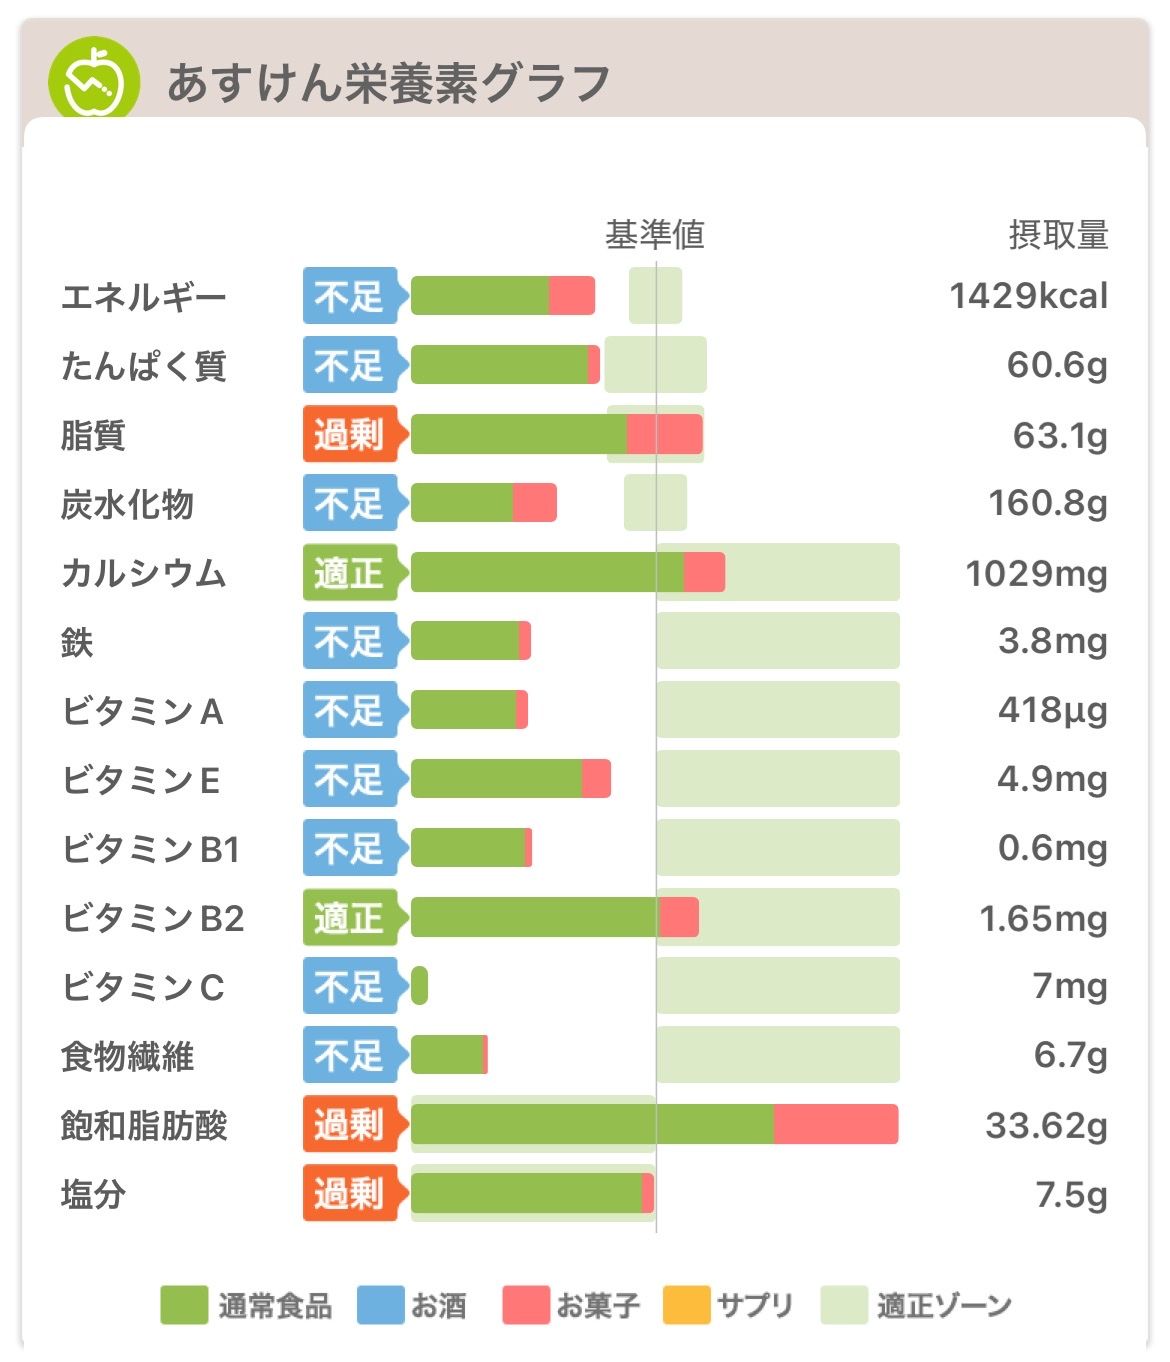 あすけん栄養素グラフ
基準値 摂取量
エネルギー 不足 1429kcal
たんぱく質 不足 60.6g
脂質 過剰 63.1g
炭水化物 不足 160.8g
カルシウム 適正 1029mg
鉄 不足 3.8mg
ビタミンA 不足 418μg
ビタミンE 不足 4.9mg
ビタミンB1 不足 0.6mg
ビタミンB2 適正 1.65mg
ビタミンC 不足 7mg
食物繊維 不足 6.7g
飽和脂肪酸 過剰 33.62g
塩分 過剰 7.5g
通常食品 お酒 お菓子 サプリ 適正ゾーン